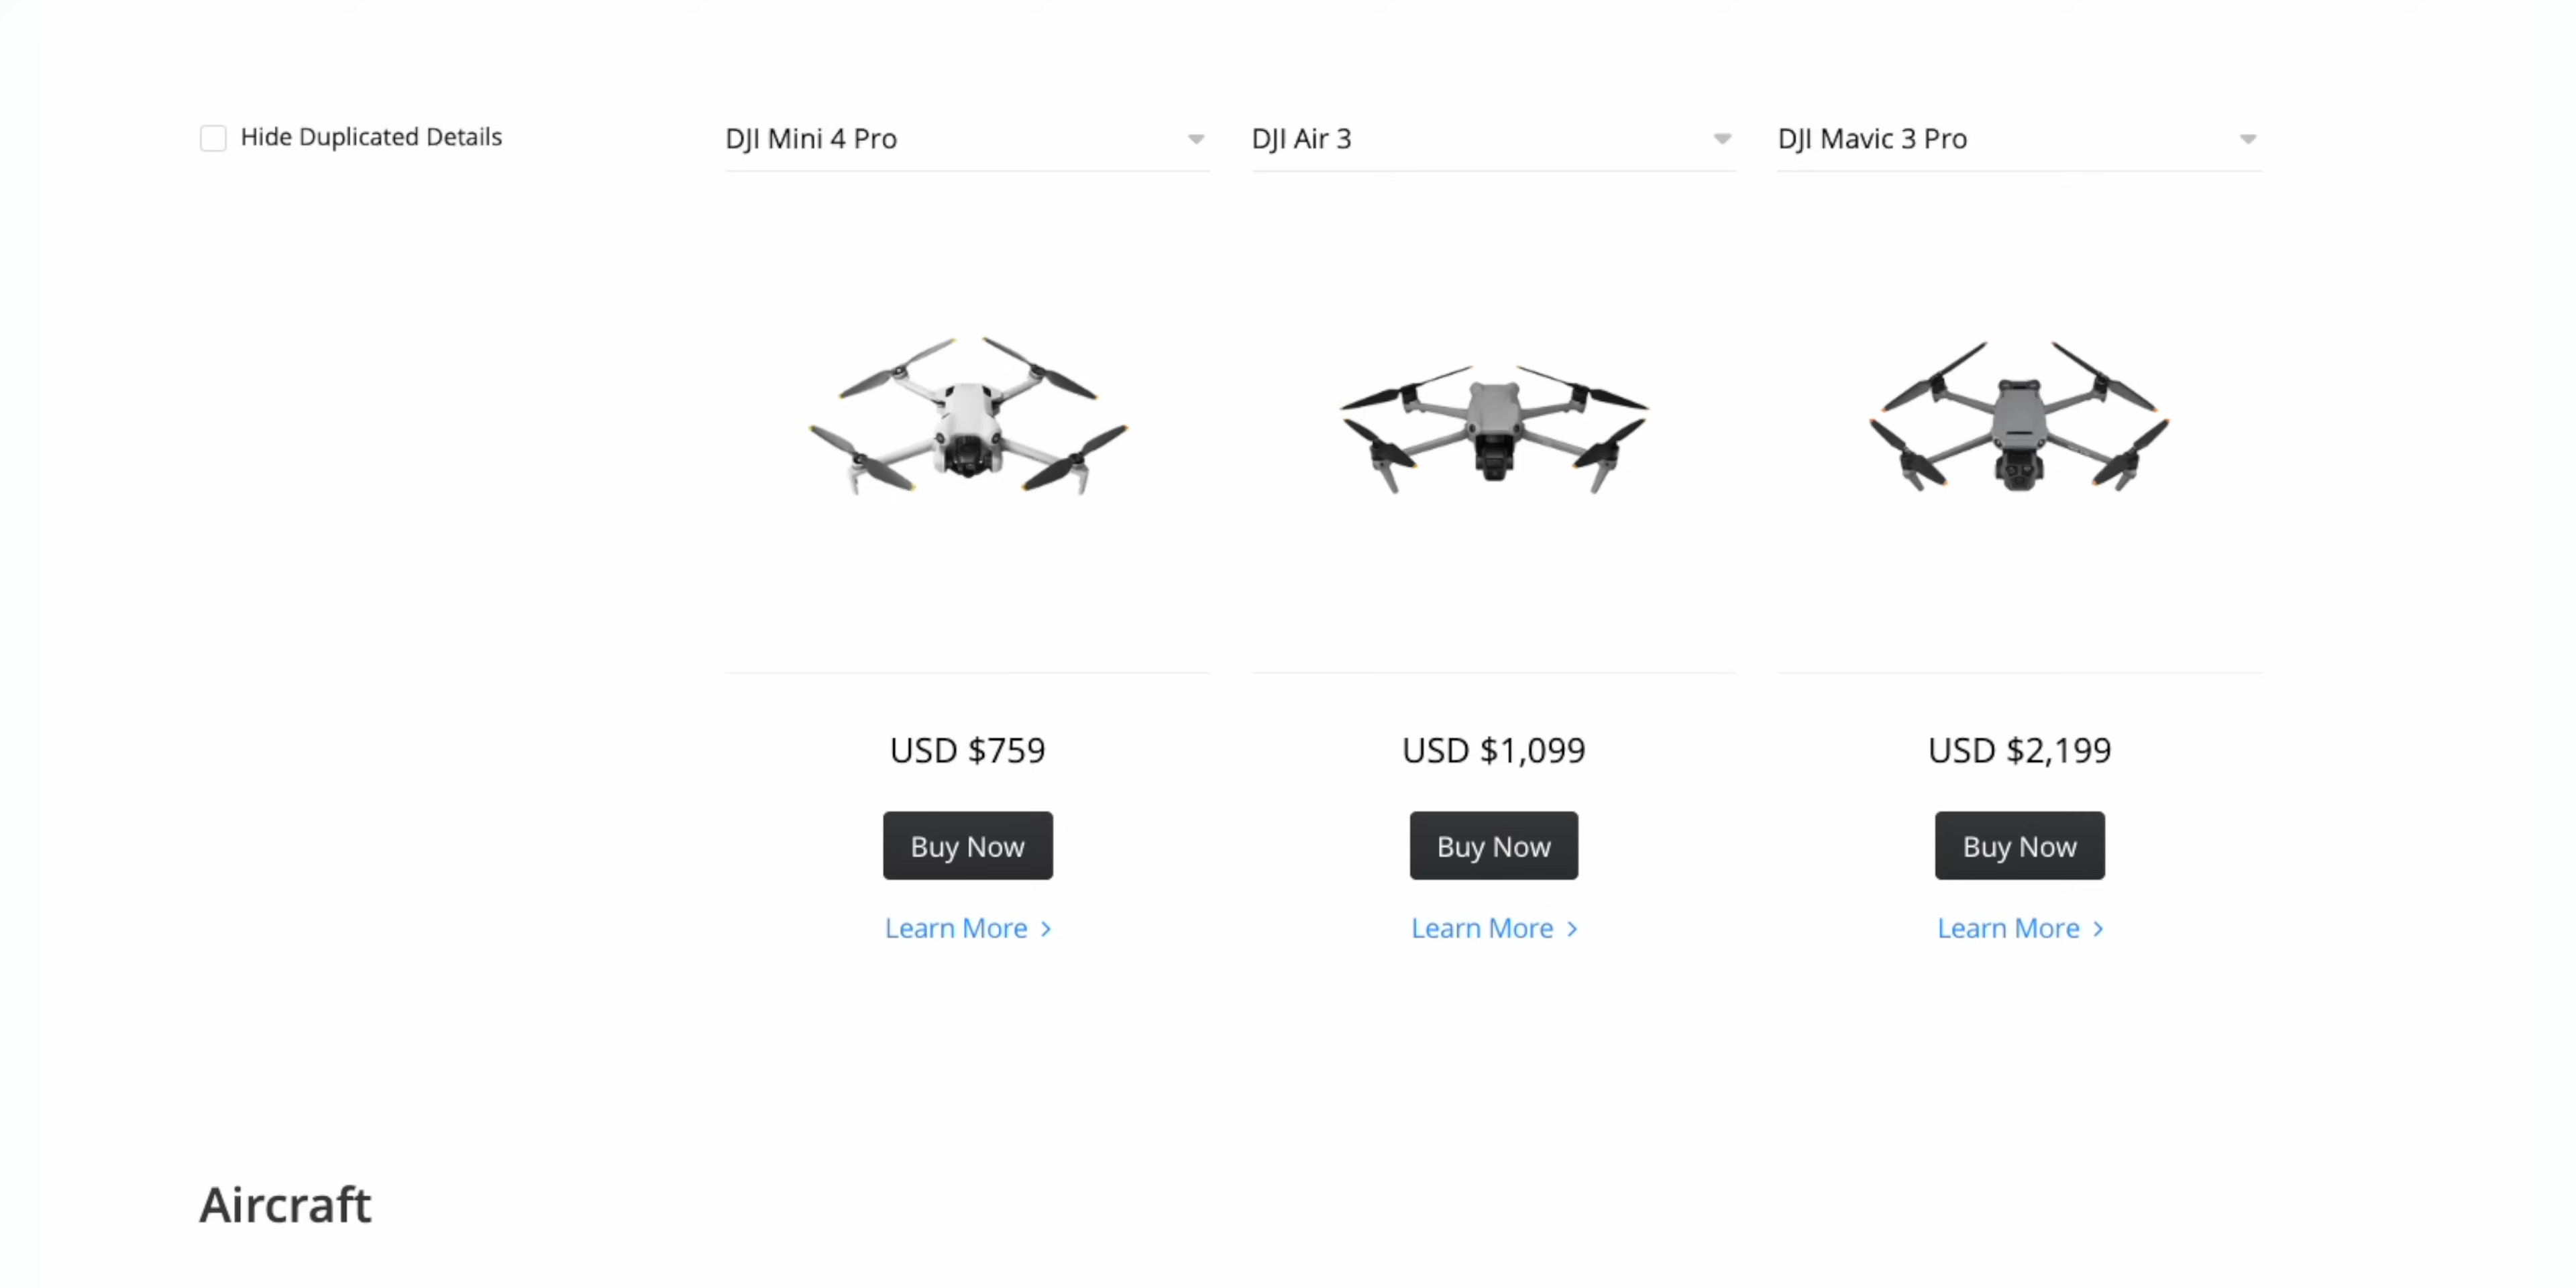 Hide Duplicated Details
DJI Mini 4 Pro
DJI Air 3
DJI Mavic 3 Pro
USD $759
USD $1,099
USD $2,199
Buy Now
Buy Now
Buy Now
Learn More >
Learn More >
Learn More >
Aircraft